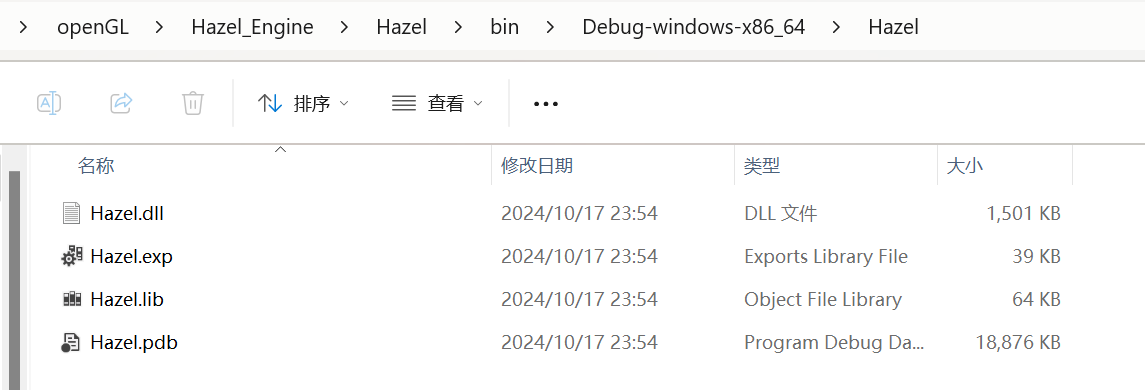 openGL > Hazel_Engine > Hazel > bin > Debug-windows-x86_64 > Hazel
A 排序 查看 ...
名称 修改日期 类型 大小
Hazel.dll 2024/10/17 23:54 DLL 文件 1,501 KB
Hazel.exp 2024/10/17 23:54 Exports Library File 39 KB
Hazel.lib 2024/10/17 23:54 Object File Library 64 KB
Hazel.pdb 2024/10/17 23:54 Program Debug Da... 18,876 KB